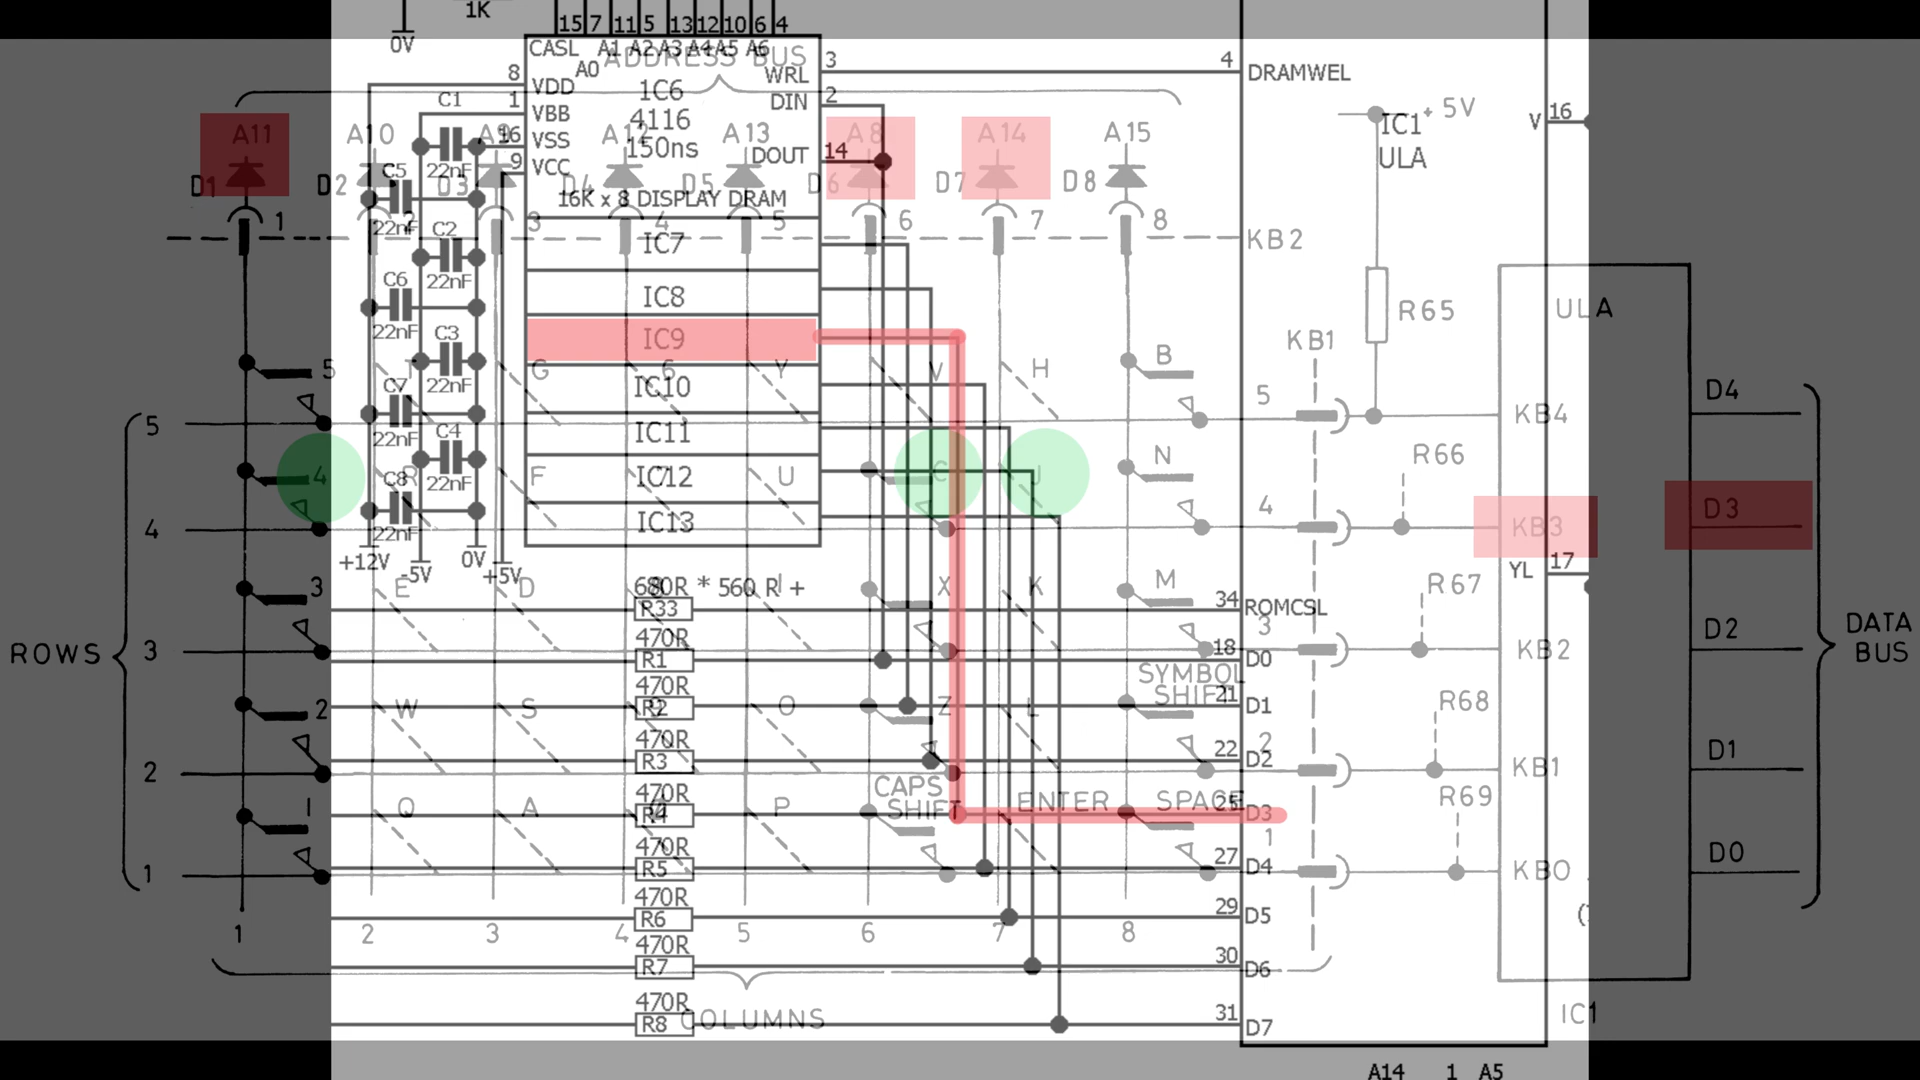 1K
0V
15 7 11 5 13 12 10 6 4
CASL A1 A2 A3 A4 A5 A6
A0
ADDRESS BUS
WRL 3
4 DRAMWEL
8 VDD
1C6
DIN 2
C1
1 VBB
4116
+ 5V
16
V
IC1
ULA
A11 A10 A9 A12 A13 A8 A14 A15
16 VSS
150ns
DOUT 14
9 VCC
22nF
C5
D1 D2 D3 D4 D5 D6 D7 D8
16K x 8 DISPLAY DRAM
22nF
1 2 3 4 5 6 7 8
C2
IC7
KB2
22nF
C6
IC8
R65
ULA
22nF
C3
IC9
KB1
22nF
5 T G 6 Y V H B
C7
IC10
D4
5
5
KB4
22nF
C4
IC11
R66
N
4 R F 7 U C J
C8
22nF
IC12
4
D3
KB3
IC13
4
22nF
+12V -5V 0V +5V
YL 17
3 E D 8 I X K M
680R * 560 R +
R67
R33
34 ROMCSL
3
ROWS
DATA
BUS
D2
470R
R1
3
18 D0
KB2
SYMBOL
SHIFT
470R
R2
2 W S O Z L
21 D1
R68
470R
R3
22 D2
2
D1
KB1
2
CAPS
SHIFT
ENTER SPACE
R69
470R
R4
1 Q A P
25 D3
1
D0
470R
R5
1
27 D4
KB0
470R
R6
29 D5
1 2 3 4 5 6 7 8
470R
R7
30 D6
470R
R8
COLUMNS
31 D7
IC1
A14 1 A5